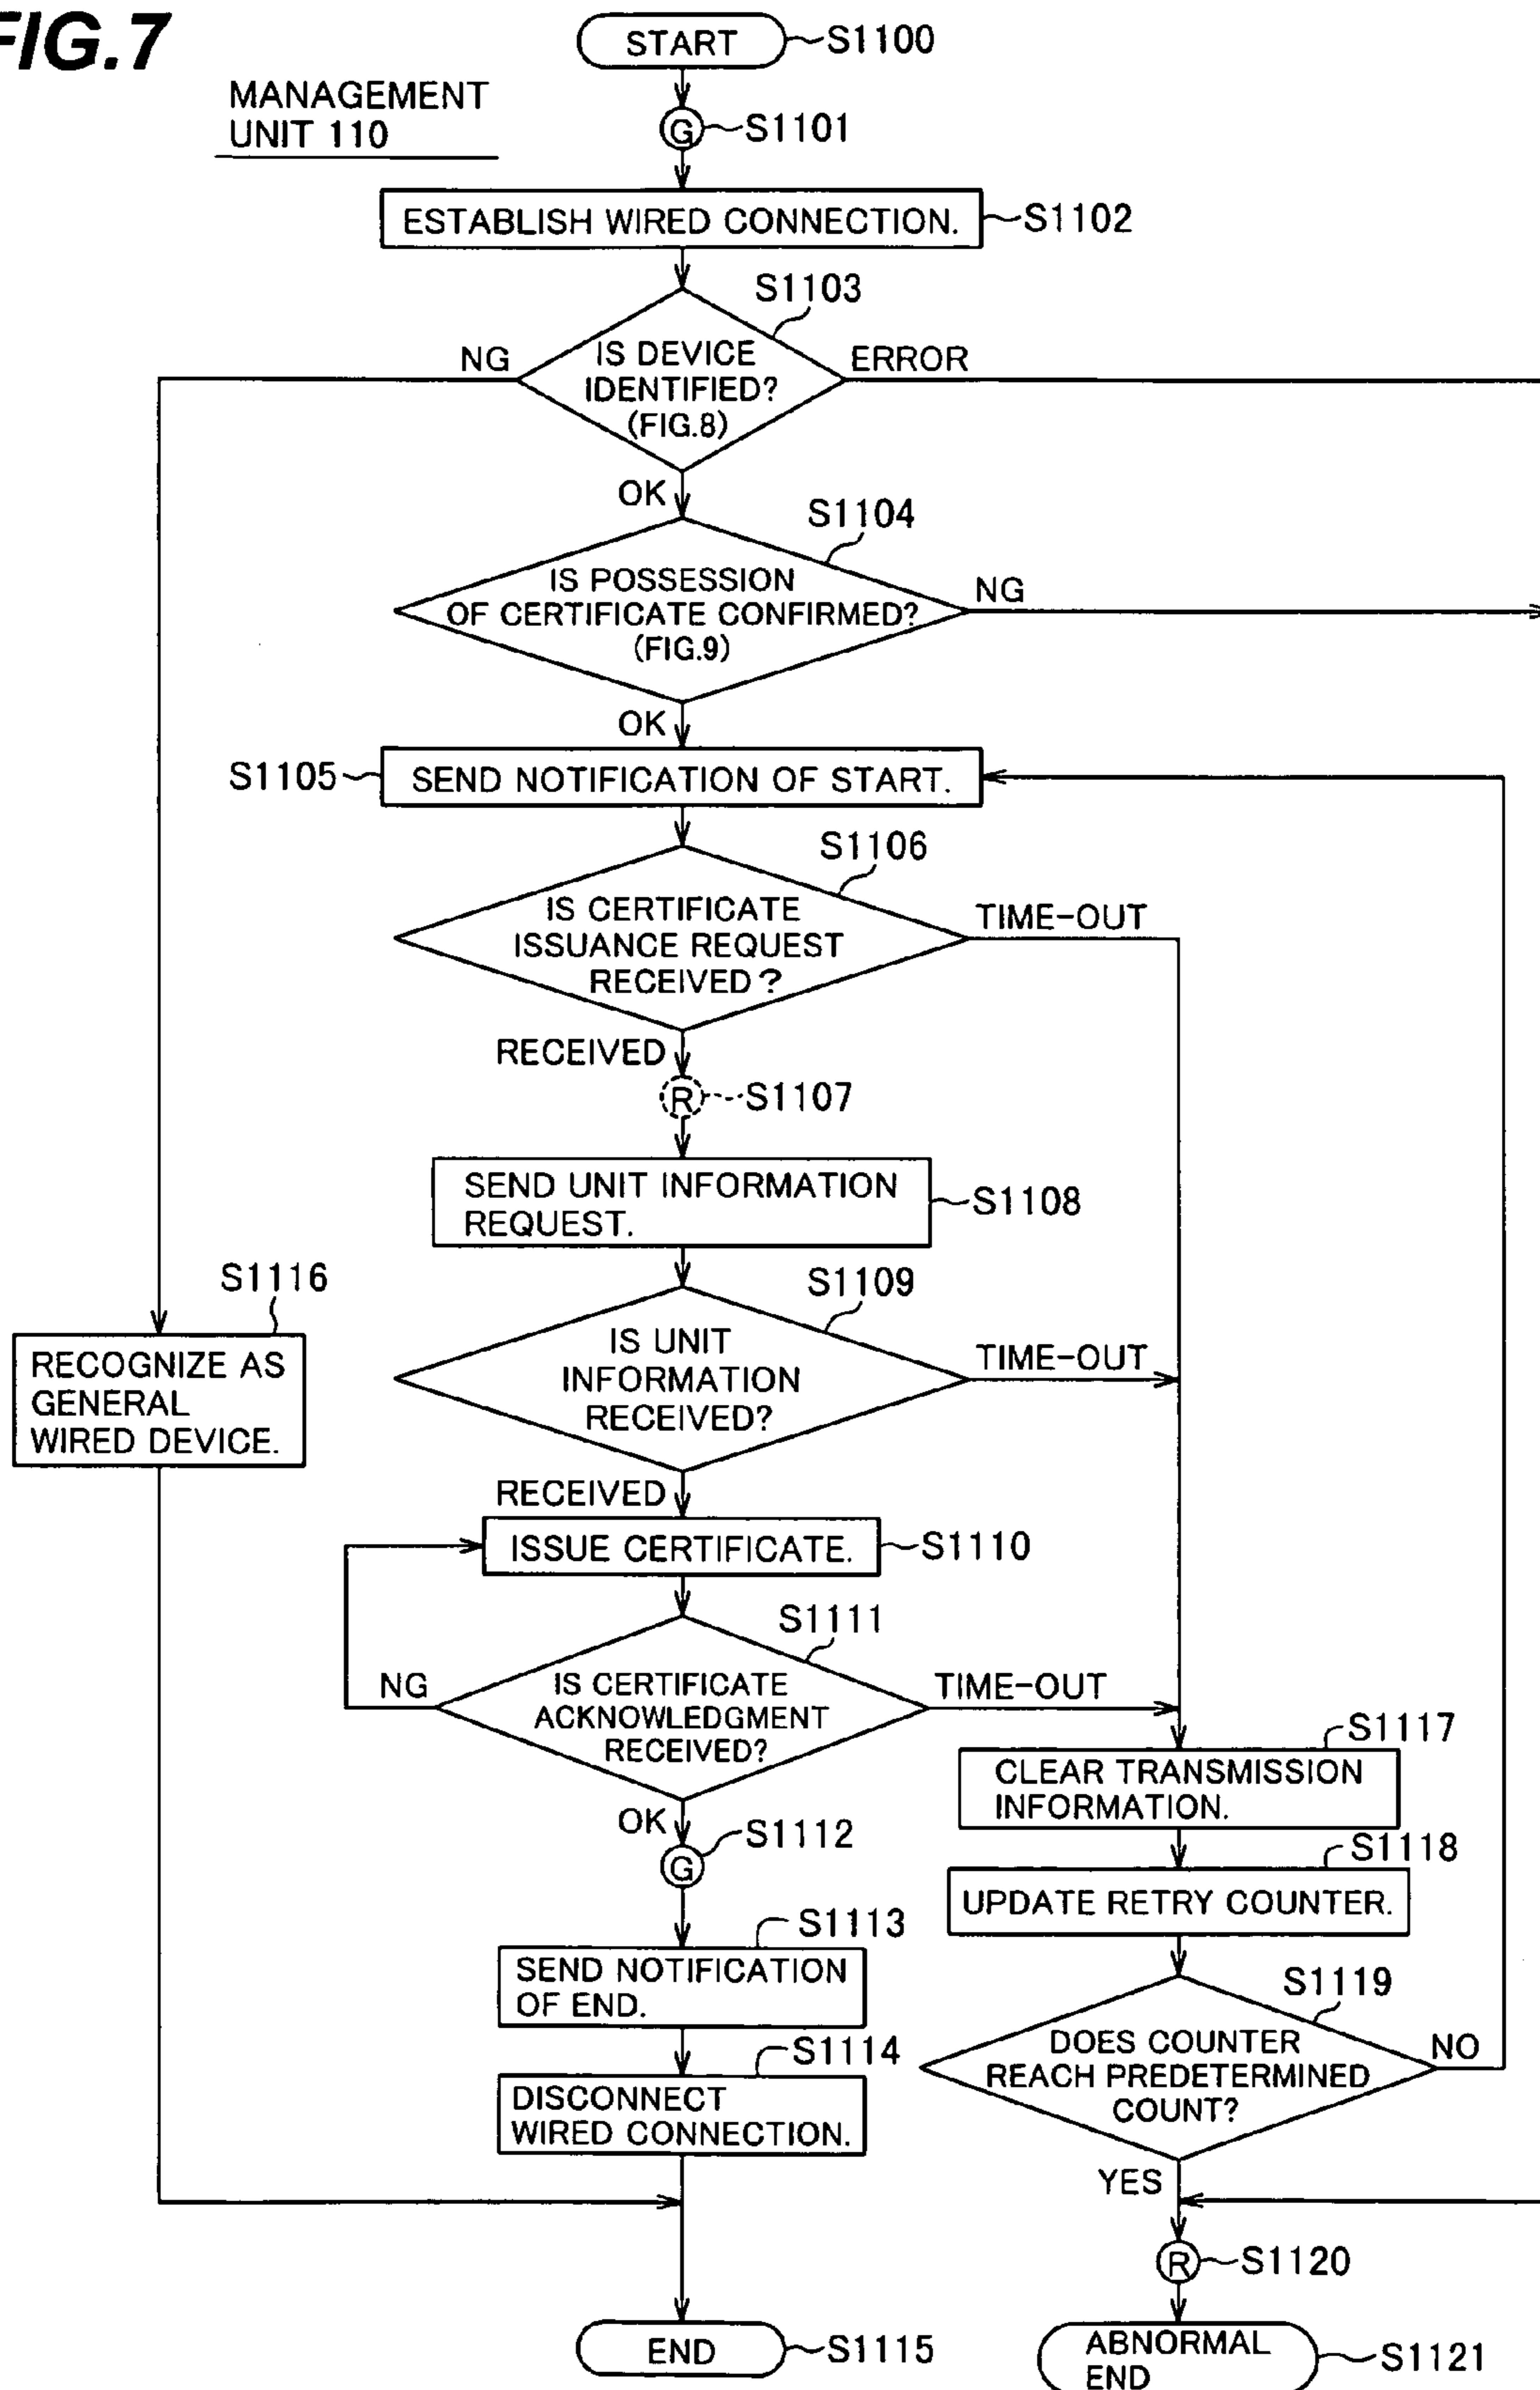 FIG.7
MANAGEMENT
UNIT 110
START
S1100
G
S1101
ESTABLISH WIRED CONNECTION.
S1102
S1103
NG
IS DEVICE
IDENTIFIED?
(FIG.8)
ERROR
OK
S1104
IS POSSESSION
OF CERTIFICATE CONFIRMED?
(FIG.9)
NG
OK
S1105
SEND NOTIFICATION OF START.
S1106
IS CERTIFICATE
ISSUANCE REQUEST
RECEIVED?
TIME-OUT
RECEIVED
R
S1107
SEND UNIT INFORMATION
REQUEST.
S1108
S1109
IS UNIT
INFORMATION
RECEIVED?
TIME-OUT
S1116
RECOGNIZE AS
GENERAL
WIRED DEVICE.
RECEIVED
ISSUE CERTIFICATE.
S1110
S1111
NG
IS CERTIFICATE
ACKNOWLEDGMENT
RECEIVED?
TIME-OUT
OK
S1112
G
S1113
SEND NOTIFICATION
OF END.
S1114
DISCONNECT
WIRED CONNECTION.
S1117
CLEAR TRANSMISSION
INFORMATION.
S1118
UPDATE RETRY COUNTER.
S1119
DOES COUNTER
REACH PREDETERMINED
COUNT?
NO
YES
R
S1120
END
S1115
ABNORMAL
END
S1121